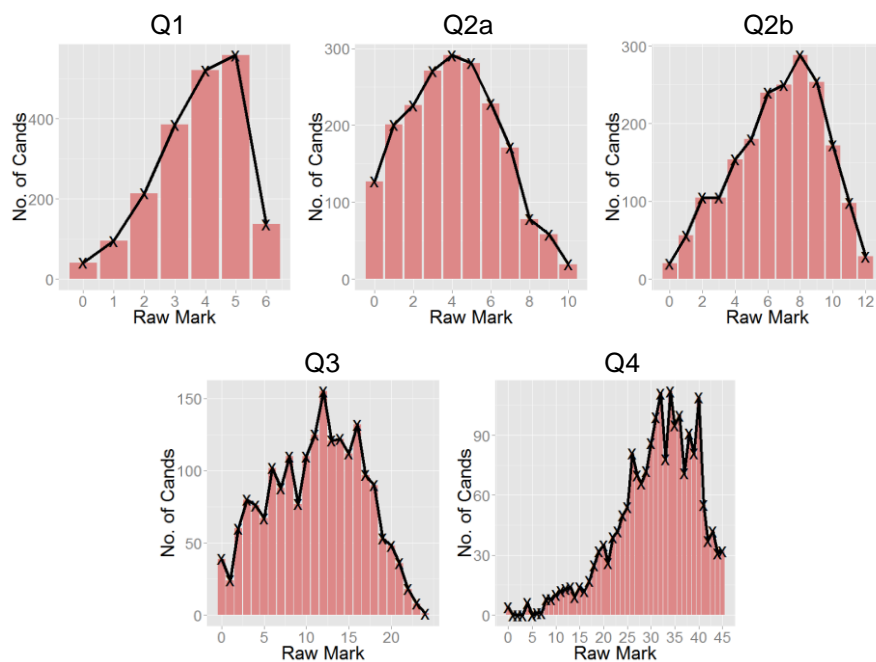 Q1
Q2a
Q2b
No. of Cands
0
200
400
0 1 2 3 4 5 6
Raw Mark
No. of Cands
0
100
200
300
0 2 4 6 8 10
Raw Mark
No. of Cands
0
100
200
300
0 2 4 6 8 10 12
Raw Mark
Q3
Q4
No. of Cands
0
50
100
150
0 5 10 15 20
Raw Mark
No. of Cands
0
30
60
90
0 5 10 15 20 25 30 35 40 45
Raw Mark